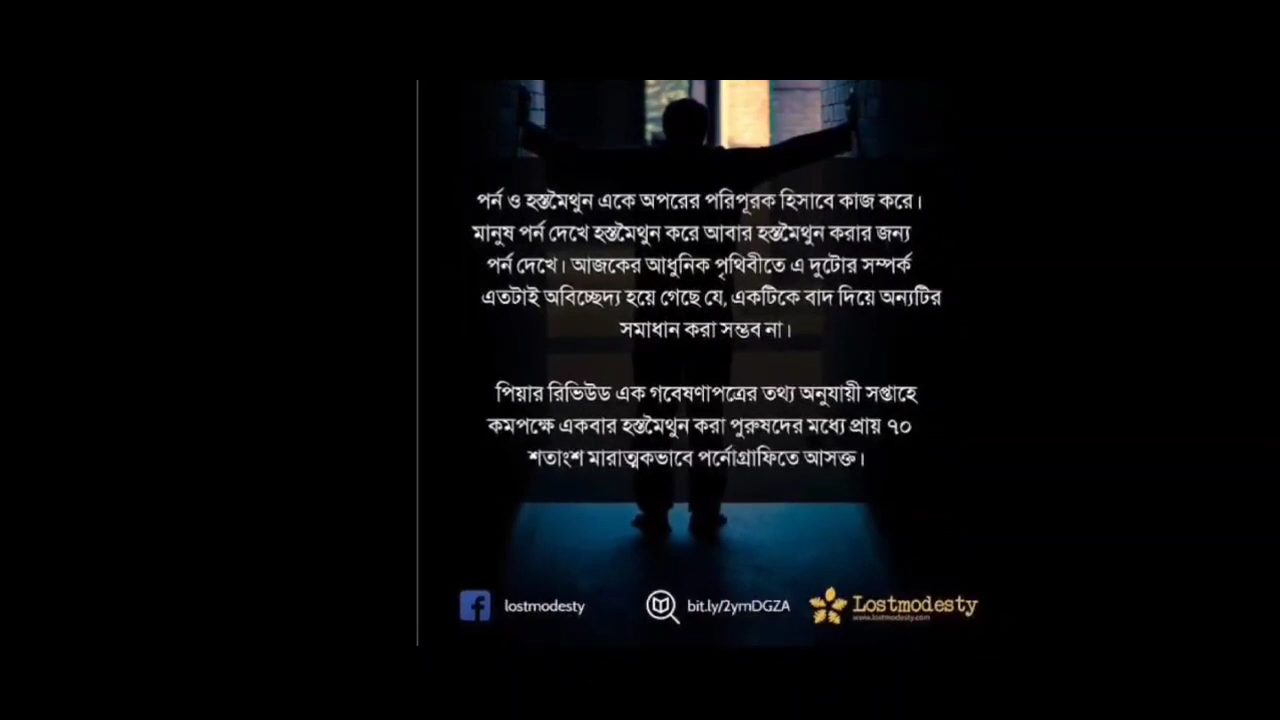 পর্ন ও হস্তমৈথুন একে অপরের পরিপূরক হিসাবে কাজ করে।
মানুষ পর্ন দেখে হস্তমৈথুন করে আবার হস্তমৈথুন করার জন্য
পর্ন দেখে। আজকের আধুনিক পৃথিবীতে এ দুটোর সম্পর্ক
এতটাই অবিচ্ছেদ্য হয়ে গেছে যে, একটিকে বাদ দিয়ে অন্যটির
সমাধান করা সম্ভব না।
পিয়ার রিভিউড এক গবেষণাপত্রের তথ্য অনুযায়ী সপ্তাহে
কমপক্ষে একবার হস্তমৈথুন করা পুরুষদের মধ্যে প্রায় ৭০
শতাংশ মারাত্মকভাবে পর্নোগ্রাফিতে আসক্ত।
lostmodesty
bit.ly/2ymDGZA
Lostmodesty
www.lostmodesty.com